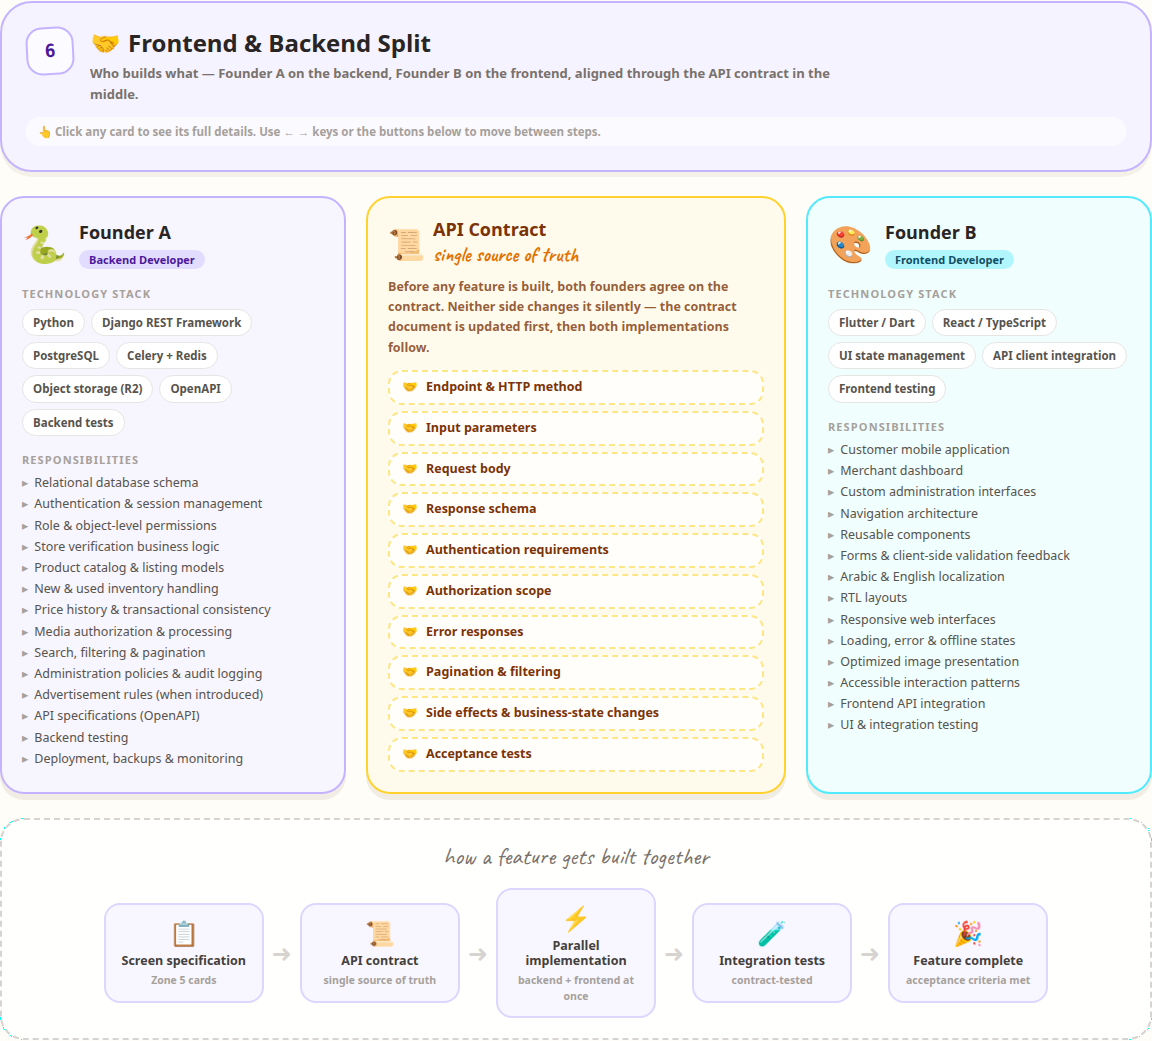 6
🤝 Frontend & Backend Split
Who builds what — Founder A on the backend, Founder B on the frontend, aligned through the API contract in the
middle.
👆 Click any card to see its full details. Use ← → keys or the buttons below to move between steps.
Founder A
Backend Developer
TECHNOLOGY STACK
Python
Django REST Framework
PostgreSQL
Celery + Redis
Object storage (R2)
OpenAPI
Backend tests
RESPONSIBILITIES
▸ Relational database schema
▸ Authentication & session management
▸ Role & object-level permissions
▸ Store verification business logic
▸ Product catalog & listing models
▸ New & used inventory handling
▸ Price history & transactional consistency
▸ Media authorization & processing
▸ Search, filtering & pagination
▸ Administration policies & audit logging
▸ Advertisement rules (when introduced)
▸ API specifications (OpenAPI)
▸ Backend testing
▸ Deployment, backups & monitoring
API Contract
single source of truth
Before any feature is built, both founders agree on the
contract. Neither side changes it silently — the contract
document is updated first, then both implementations
follow.
🤝 Endpoint & HTTP method
🤝 Input parameters
🤝 Request body
🤝 Response schema
🤝 Authentication requirements
🤝 Authorization scope
🤝 Error responses
🤝 Pagination & filtering
🤝 Side effects & business-state changes
🤝 Acceptance tests
Founder B
Frontend Developer
TECHNOLOGY STACK
Flutter / Dart
React / TypeScript
UI state management
API client integration
Frontend testing
RESPONSIBILITIES
▸ Customer mobile application
▸ Merchant dashboard
▸ Custom administration interfaces
▸ Navigation architecture
▸ Reusable components
▸ Forms & client-side validation feedback
▸ Arabic & English localization
▸ RTL layouts
▸ Responsive web interfaces
▸ Loading, error & offline states
▸ Optimized image presentation
▸ Accessible interaction patterns
▸ Frontend API integration
▸ UI & integration testing
how a feature gets built together
Screen specification
Zone 5 cards
➜
API contract
single source of truth
➜
Parallel
implementation
backend + frontend at
once
➜
Integration tests
contract-tested
➜
Feature complete
acceptance criteria met